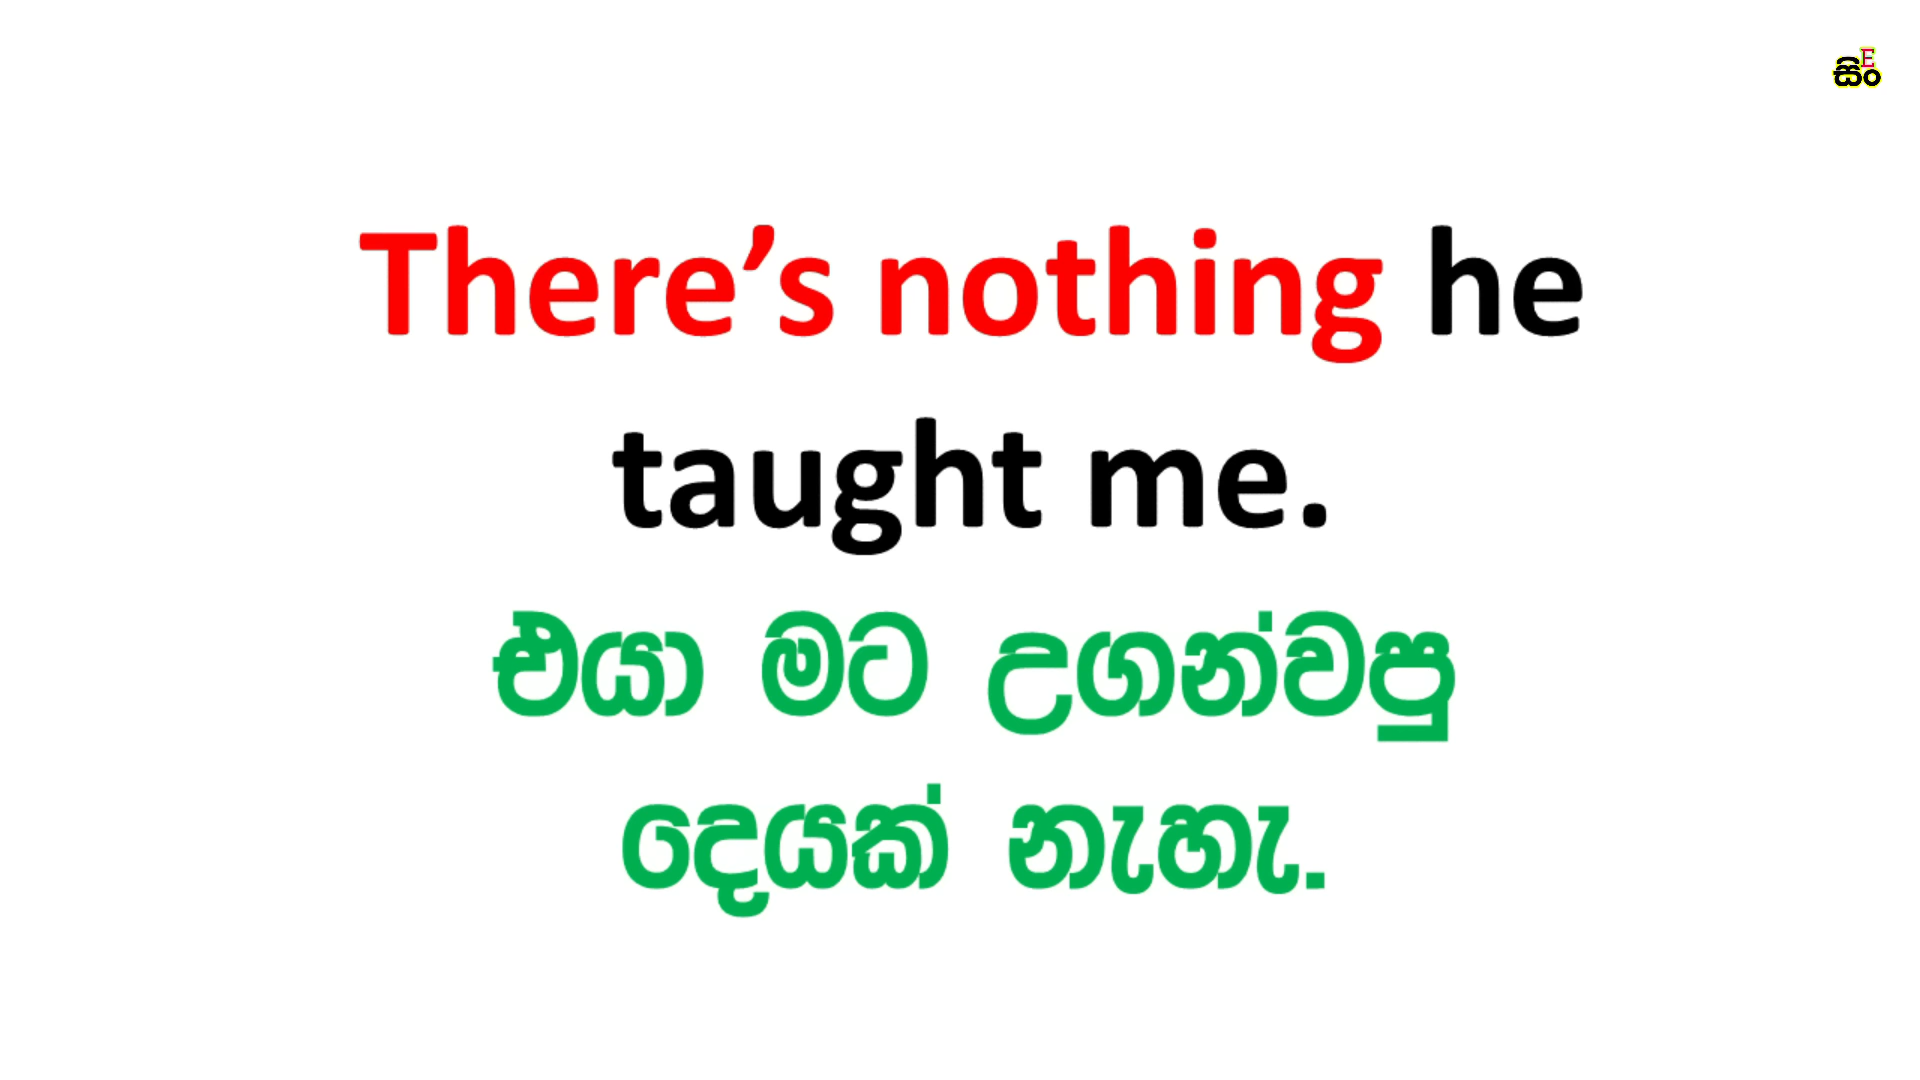 E
සිං
There’s nothing he
taught me.
එයා මට උගන්වපු
දෙයක් නැහැ.